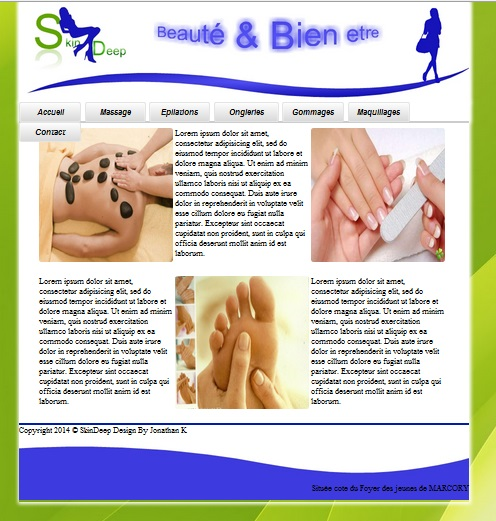 Skin Deep
Beauté & Bien etre
Accueil Massage Epilations Ongleries Gommages Maquillages
Contact
Lorem ipsum dolor sit amet,
consectetur adipisicing elit, sed do
eiusmod tempor incididunt ut labore et
dolore magna aliqua. Ut enim ad minim
veniam, quis nostrud exercitation
ullamco laboris nisi ut aliquip ex ea
commodo consequat. Duis aute irure
dolor in reprehenderit in voluptate velit
esse cillum dolore eu fugiat nulla
pariatur. Excepteur sint occaecat
cupidatat non proident, sunt in culpa qui
officia deserunt mollit anim id est
laborum.
Lorem ipsum dolor sit amet,
consectetur adipisicing elit, sed do
eiusmod tempor incididunt ut labore et
dolore magna aliqua. Ut enim ad minim
veniam, quis nostrud exercitation
ullamco laboris nisi ut aliquip ex ea
commodo consequat. Duis aute irure
dolor in reprehenderit in voluptate velit
esse cillum dolore eu fugiat nulla
pariatur. Excepteur sint occaecat
cupidatat non proident, sunt in culpa qui
officia deserunt mollit anim id est
laborum.
Lorem ipsum dolor sit amet,
consectetur adipisicing elit, sed do
eiusmod tempor incididunt ut labore et
dolore magna aliqua. Ut enim ad minim
veniam, quis nostrud exercitation
ullamco laboris nisi ut aliquip ex ea
commodo consequat. Duis aute irure
dolor in reprehenderit in voluptate velit
esse cillum dolore eu fugiat nulla
pariatur. Excepteur sint occaecat
cupidatat non proident, sunt in culpa qui
officia deserunt mollit anim id est
laborum.
Copyright 2014 © SkinDeep Design By Jonathan K
Située cote du Foyer des jeunes de MARCORY